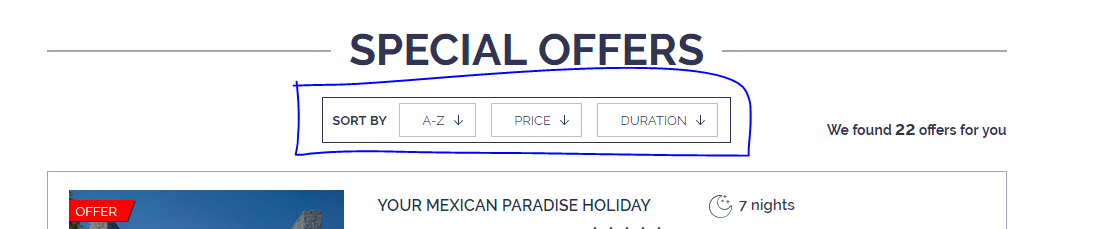 SPECIAL OFFERS
SORT BY A-Z PRICE DURATION
We found 22 offers for you
OFFER
YOUR MEXICAN PARADISE HOLIDAY
7 nights